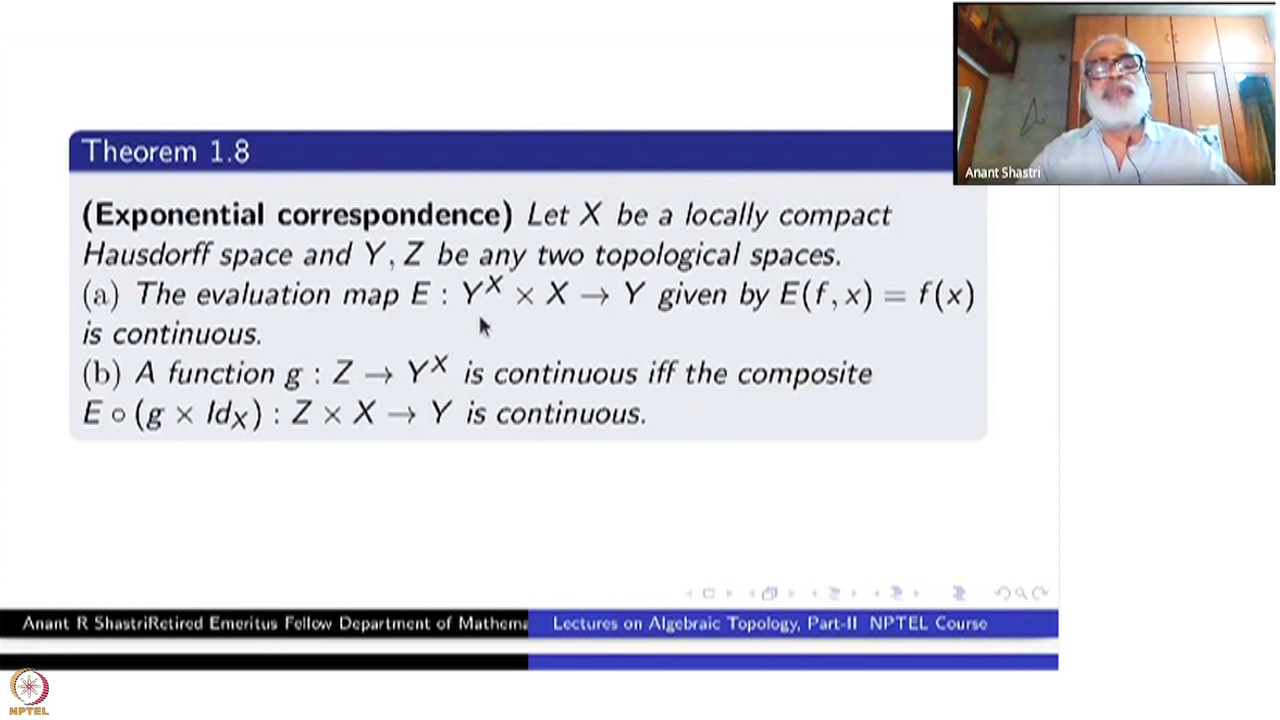 Theorem 1.8
(Exponential correspondence) Let X be a locally compact
Hausdorff space and Y, Z be any two topological spaces.
(a) The evaluation map E : Y^X × X → Y given by E(f, x) = f(x)
is continuous.
(b) A function g : Z → Y^X is continuous iff the composite
E ∘ (g × Id_X) : Z × X → Y is continuous.
Anant Shastri
Anant R ShastriRetired Emeritus Fellow Department of Mathema
Lectures on Algebraic Topology, Part-II NPTEL Course
NPTEL